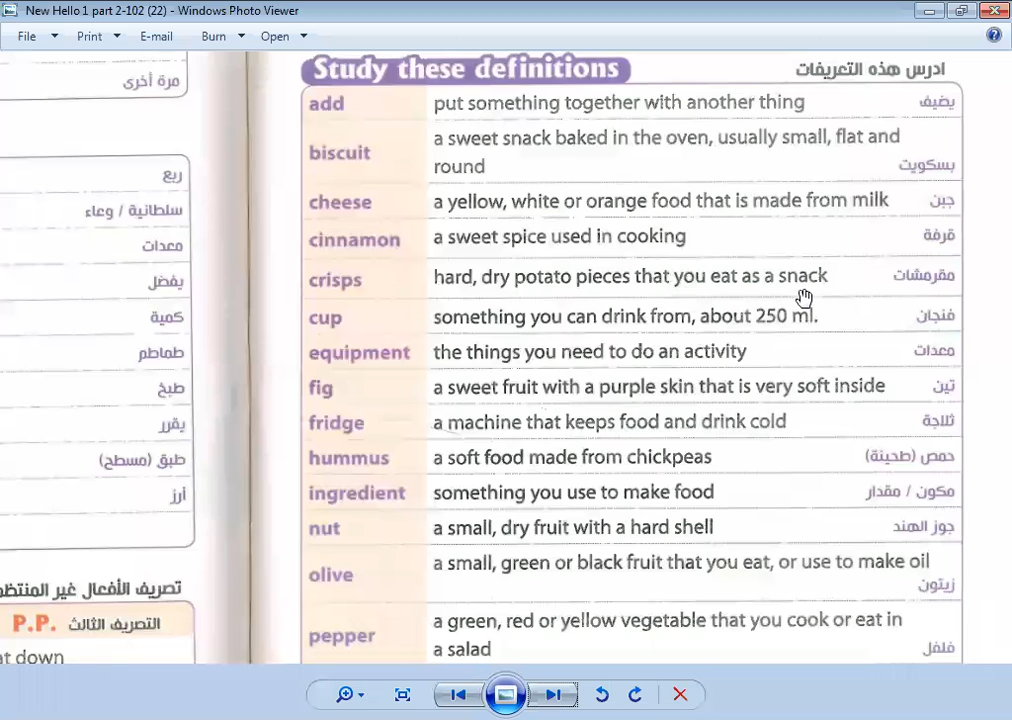 New Hello 1 part 2-102 (22) - Windows Photo Viewer
File Print E-mail Burn Open
مرة أخرى
ربع
سلطانية / وعاء
معدات
يفضل
كمية
طماطم
طبخ
يقرر
طبق (مسطح)
أرز
تصريف الأفعال غير المنتظم
P.P. التصريف الثالث
at down
Study these definitions ادرس هذه التعريفات
add put something together with another thing يضيف
biscuit a sweet snack baked in the oven, usually small, flat and
round بسكويت
cheese a yellow, white or orange food that is made from milk جبن
cinnamon a sweet spice used in cooking قرفة
crisps hard, dry potato pieces that you eat as a snack مقرمشات
cup something you can drink from, about 250 ml. فنجان
equipment the things you need to do an activity معدات
fig a sweet fruit with a purple skin that is very soft inside تين
fridge a machine that keeps food and drink cold ثلاجة
hummus a soft food made from chickpeas حمص (طحينة)
ingredient something you use to make food مكون / مقدار
nut a small, dry fruit with a hard shell جوز الهند
olive a small, green or black fruit that you eat, or use to make oil
زيتون
pepper a green, red or yellow vegetable that you cook or eat in
a salad فلفل